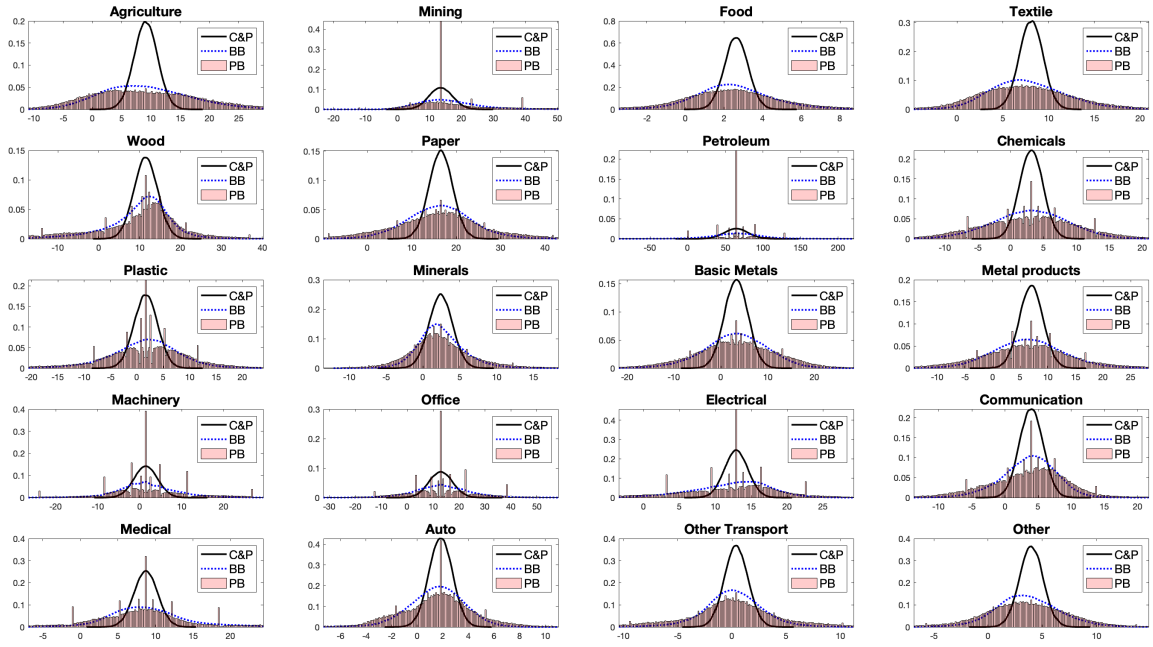 Agriculture
0.2
0.15
0.1
0.05
0
-10 -5 0 5 10 15 20 25
C&P
BB
PB
Mining
0.4
0.3
0.2
0.1
0
-20 -10 0 10 20 30 40 50
C&P
BB
PB
Food
0.8
0.6
0.4
0.2
0
-2 0 2 4 6 8
C&P
BB
PB
Textile
0.3
0.2
0.1
0
0 5 10 15 20
C&P
BB
PB
Wood
0.15
0.1
0.05
0
-10 0 10 20 30 40
C&P
BB
PB
Paper
0.15
0.1
0.05
0
0 10 20 30 40
C&P
BB
PB
Petroleum
0.2
0.15
0.1
0.05
0
-50 0 50 100 150 200
C&P
BB
PB
Chemicals
0.2
0.15
0.1
0.05
0
-10 -5 0 5 10 15 20
C&P
BB
PB
Plastic
0.2
0.15
0.1
0.05
0
-20 -15 -10 -5 0 5 10 15 20
C&P
BB
PB
Minerals
0.3
0.2
0.1
0
-10 -5 0 5 10 15
C&P
BB
PB
Basic Metals
0.15
0.1
0.05
0
-20 -10 0 10 20
C&P
BB
PB
Metal products
0.2
0.15
0.1
0.05
0
-10 -5 0 5 10 15 20 25
C&P
BB
PB
Machinery
0.4
0.3
0.2
0.1
0
-20 -10 0 10 20
C&P
BB
PB
Office
0.3
0.2
0.1
0
-30 -20 -10 0 10 20 30 40 50
C&P
BB
PB
Electrical
0.4
0.3
0.2
0.1
0
0 5 10 15 20 25
C&P
BB
PB
Communication
0.2
0.15
0.1
0.05
0
-10 -5 0 5 10 15 20
C&P
BB
PB
Medical
0.4
0.3
0.2
0.1
0
-5 0 5 10 15 20
C&P
BB
PB
Auto
0.4
0.3
0.2
0.1
0
-6 -4 -2 0 2 4 6 8 10
C&P
BB
PB
Other Transport
0.4
0.3
0.2
0.1
0
-10 -5 0 5 10
C&P
BB
PB
Other
0.4
0.3
0.2
0.1
0
-5 0 5 10
C&P
BB
PB